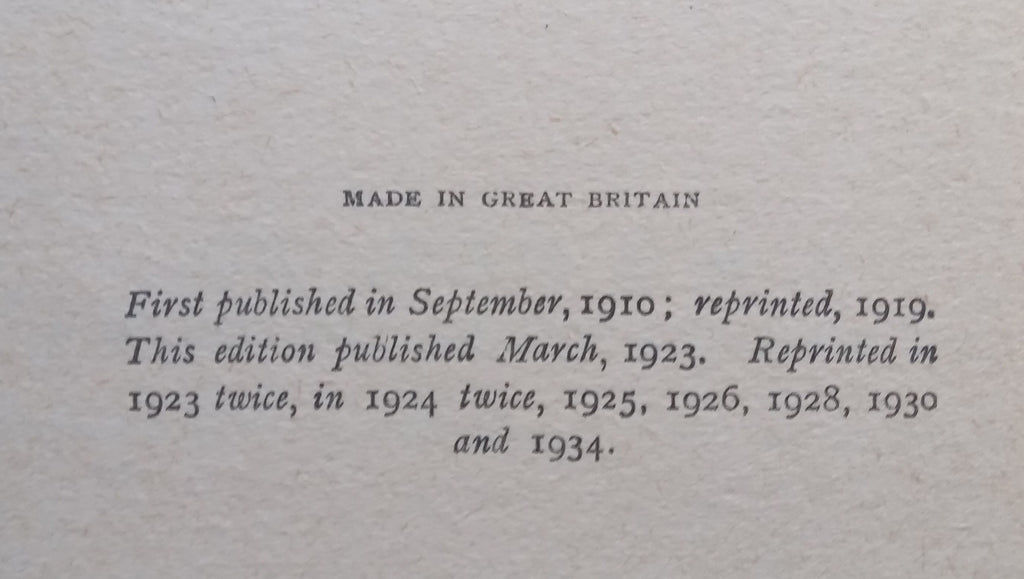 MADE IN GREAT BRITAIN
First published in September, 1910; reprinted, 1919.
This edition published March, 1923. Reprinted in
1923 twice, in 1924 twice, 1925, 1926, 1928, 1930
and 1934.